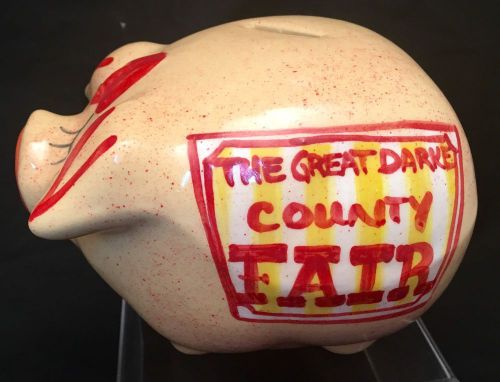 THE GREAT DARKE
COUNTY
FAIR